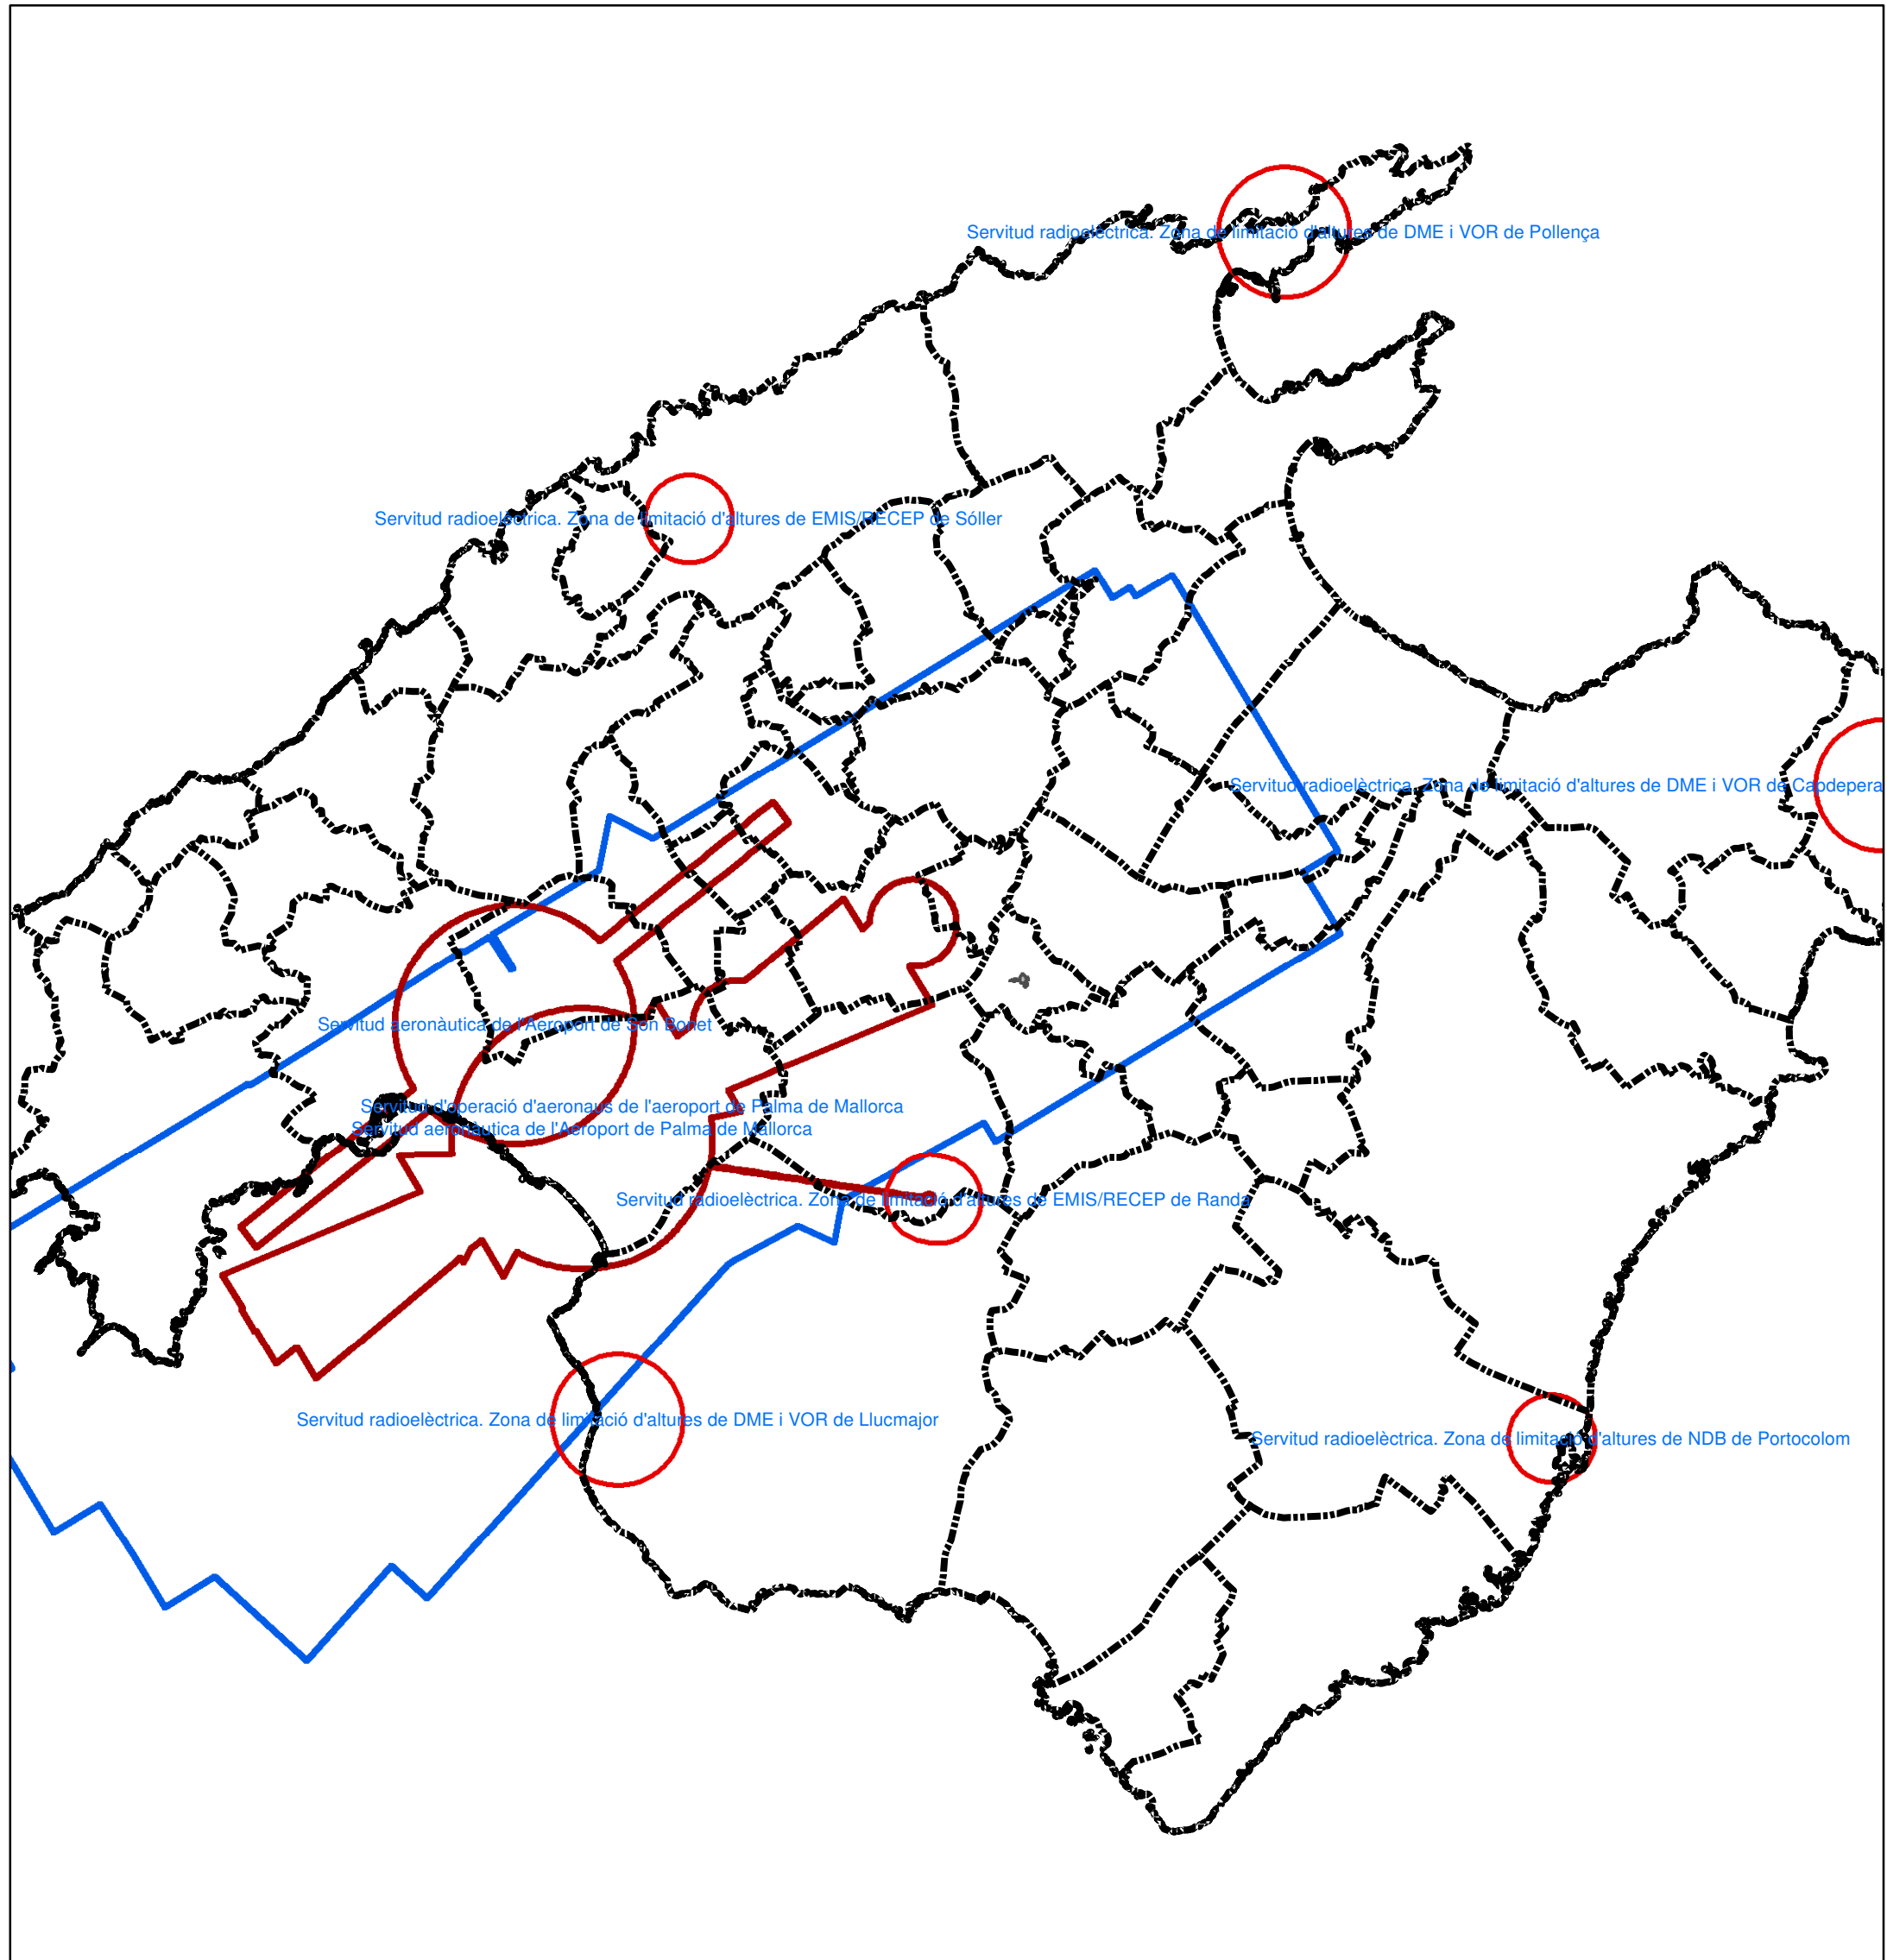 Servitud radioelèctrica. Zona de limitació d'altures de DME i VOR de Pollença
Servitud radioelèctrica. Zona de limitació d'altures de EMIS/RECEP de Sóller
Servitud radioelèctrica. Zona de limitació d'altures de DME i VOR de Capdepera
Servitud aeronàutica de l'Aeroport de Son Bonet
Servitud d'operació d'aeronaus de l'aeroport de Palma de Mallorca
Servitud aeronàutica de l'Aeroport de Palma de Mallorca
Servitud radioelèctrica. Zona de limitació d'altures de EMIS/RECEP de Randa
Servitud radioelèctrica. Zona de limitació d'altures de DME i VOR de Llucmajor
Servitud radioelèctrica. Zona de limitació d'altures de NDB de Portocolom